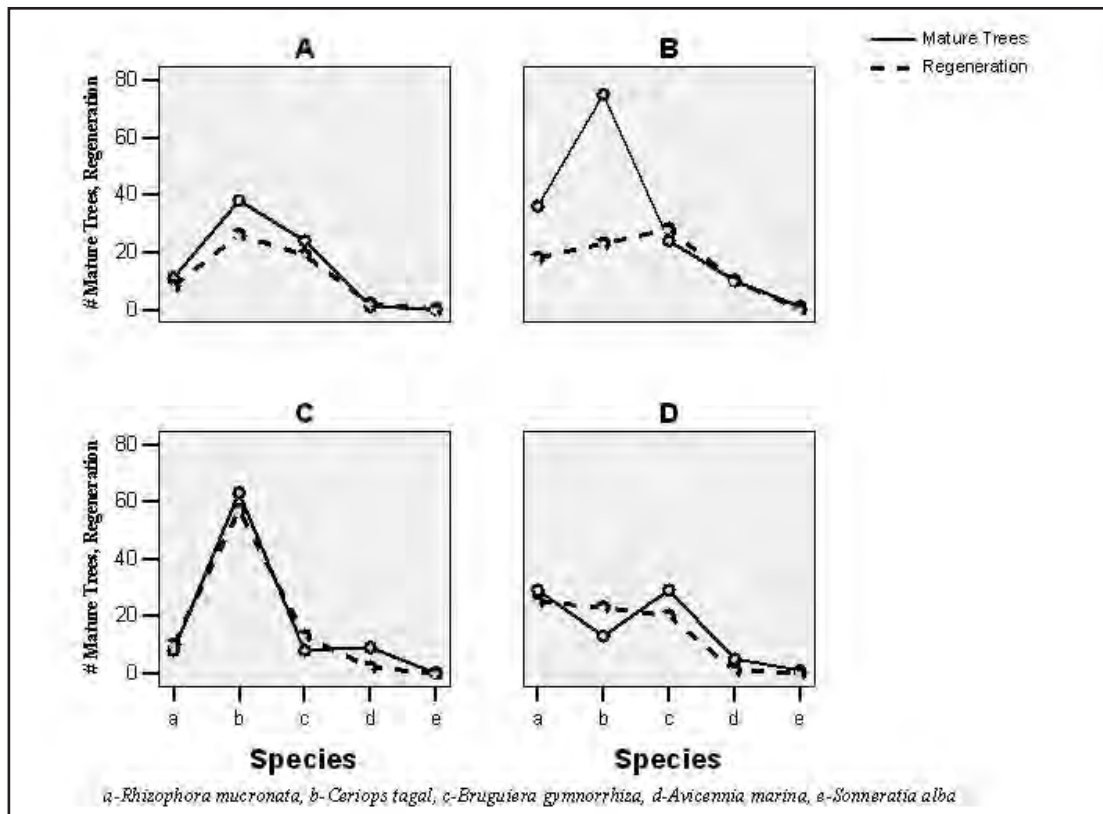 A
B
Mature Trees
Regeneration
# Mature Trees, Regeneration
80
60
40
20
0
C
D
# Mature Trees, Regeneration
80
60
40
20
0
a b c d e
a b c d e
Species
Species
a-Rhizophora mucronata, b-Ceriops tagal, c-Bruguiera gymnorrhiza, d-Avicennia marina, e-Sonneratia alba